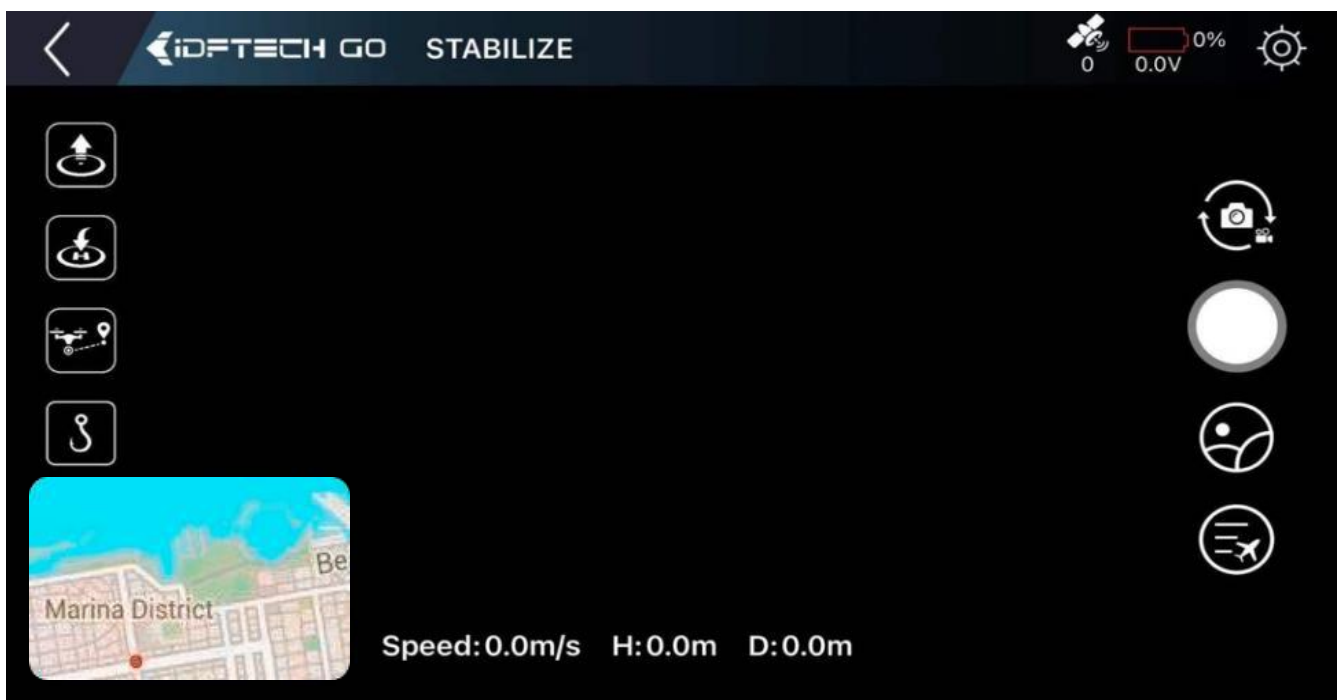 iDFTECH GO STABILIZE
0
0%
0.0V
Be
Marina District
Speed:0.0m/s H:0.0m D:0.0m